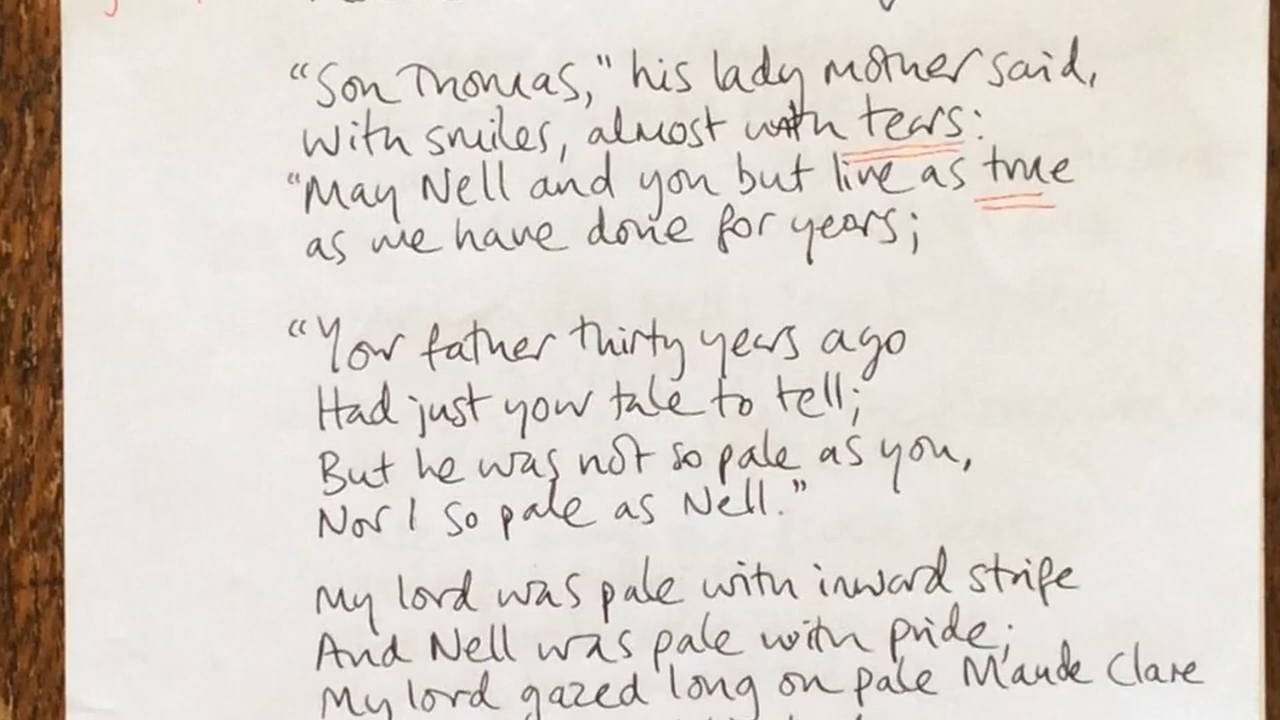 "Son Thomas," his lady mother said,
With smiles, almost with tears:
"May Nell and you but live as true
as we have done for years;
"Your father thirty years ago
Had just your tale to tell;
But he was not so pale as you,
Nor I so pale as Nell."
My lord was pale with inward strife
And Nell was pale with pride;
My lord gazed long on pale Maude Clare